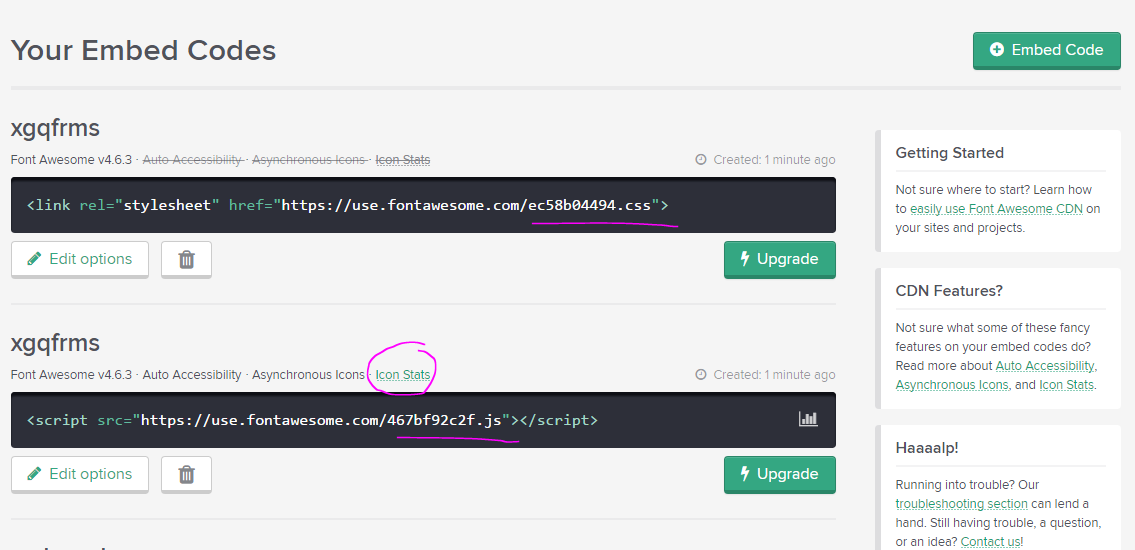 Your Embed Codes
Embed Code
xgqfrms
Font Awesome v4.6.3 · Auto Accessibility · Asynchronous Icons · Icon Stats
Created: 1 minute ago
<link rel="stylesheet" href="https://use.fontawesome.com/ec58b04494.css">
Edit options
Upgrade
xgqfrms
Font Awesome v4.6.3 · Auto Accessibility · Asynchronous Icons · Icon Stats
Created: 1 minute ago
<script src="https://use.fontawesome.com/467bf92c2f.js"></script>
Edit options
Upgrade
Getting Started
Not sure where to start? Learn how
to easily use Font Awesome CDN on
your sites and projects.
CDN Features?
Not sure what some of these fancy
features on your embed codes do?
Read more about Auto Accessibility,
Asynchronous Icons, and Icon Stats.
Haaaalp!
Running into trouble? Our
troubleshooting section can lend a
hand. Still having trouble, a question,
or an idea? Contact us!